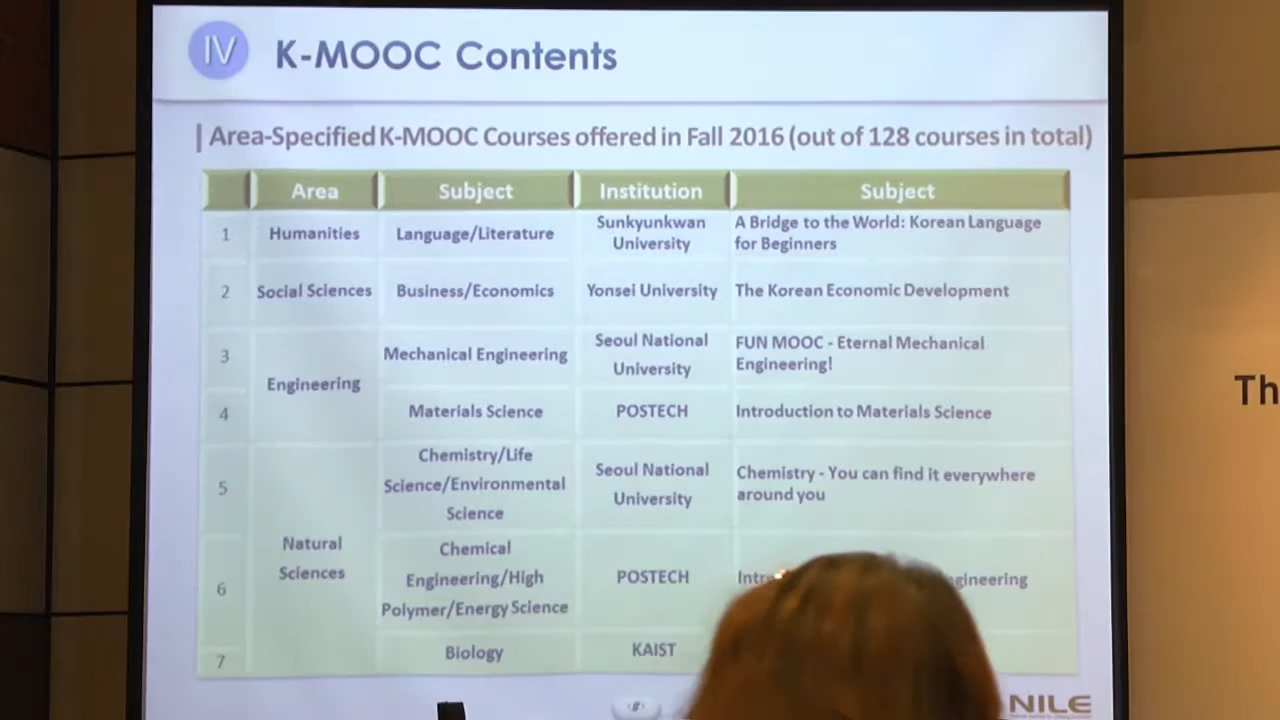 IV K-MOOC Contents
Area-Specified K-MOOC Courses offered in Fall 2016 (out of 128 courses in total)
Area Subject Institution Subject
1 Humanities Language/Literature Sunkyunkwan University A Bridge to the World: Korean Language for Beginners
2 Social Sciences Business/Economics Yonsei University The Korean Economic Development
3 Engineering Mechanical Engineering Seoul National University FUN MOOC - Eternal Mechanical Engineering!
4 Materials Science POSTECH Introduction to Materials Science
5 Natural Sciences Chemistry/Life Science/Environmental Science Seoul National University Chemistry - You can find it everywhere around you
6 Chemical Engineering/High Polymer/Energy Science POSTECH
7 Biology KAIST
NILE
Th